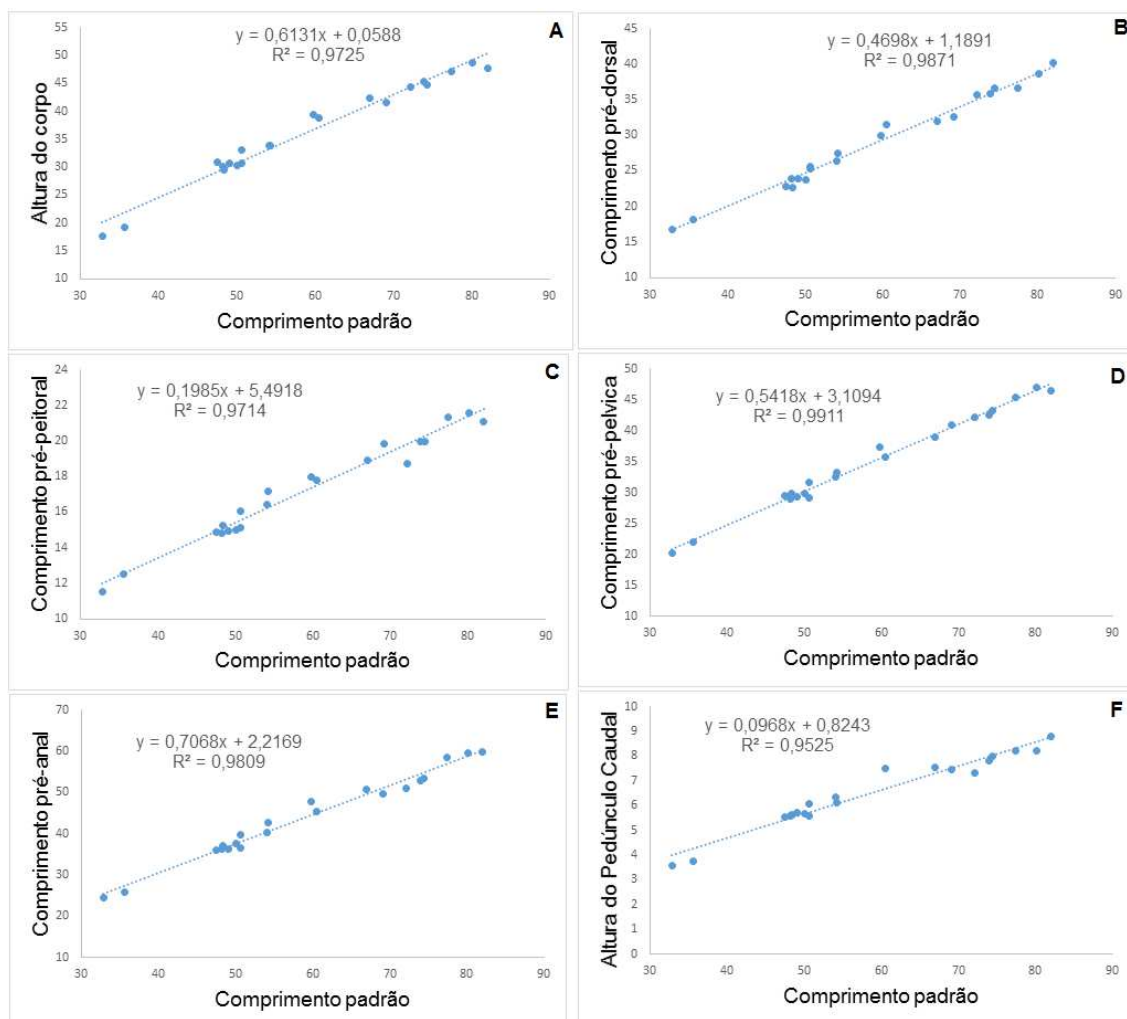 A
y = 0,6131x + 0,0588
R² = 0,9725
Altura do corpo
55
50
45
40
35
30
25
20
15
10
30 40 50 60 70 80 90
Comprimento padrão
B
y = 0,4698x + 1,1891
R² = 0,9871
Comprimento pré-dorsal
45
40
35
30
25
20
15
10
30 40 50 60 70 80 90
Comprimento padrão
C
y = 0,1985x + 5,4918
R² = 0,9714
Comprimento pré-peitoral
24
22
20
18
16
14
12
10
30 40 50 60 70 80 90
Comprimento padrão
D
y = 0,5418x + 3,1094
R² = 0,9911
Comprimento pré-pelvica
50
45
40
35
30
25
20
15
10
30 40 50 60 70 80 90
Comprimento padrão
E
y = 0,7068x + 2,2169
R² = 0,9809
Comprimento pré-anal
70
60
50
40
30
20
10
30 40 50 60 70 80 90
Comprimento padrão
F
y = 0,0968x + 0,8243
R² = 0,9525
Altura do Pedúnculo Caudal
10
9
8
7
6
5
4
3
2
1
0
30 40 50 60 70 80 90
Comprimento padrão